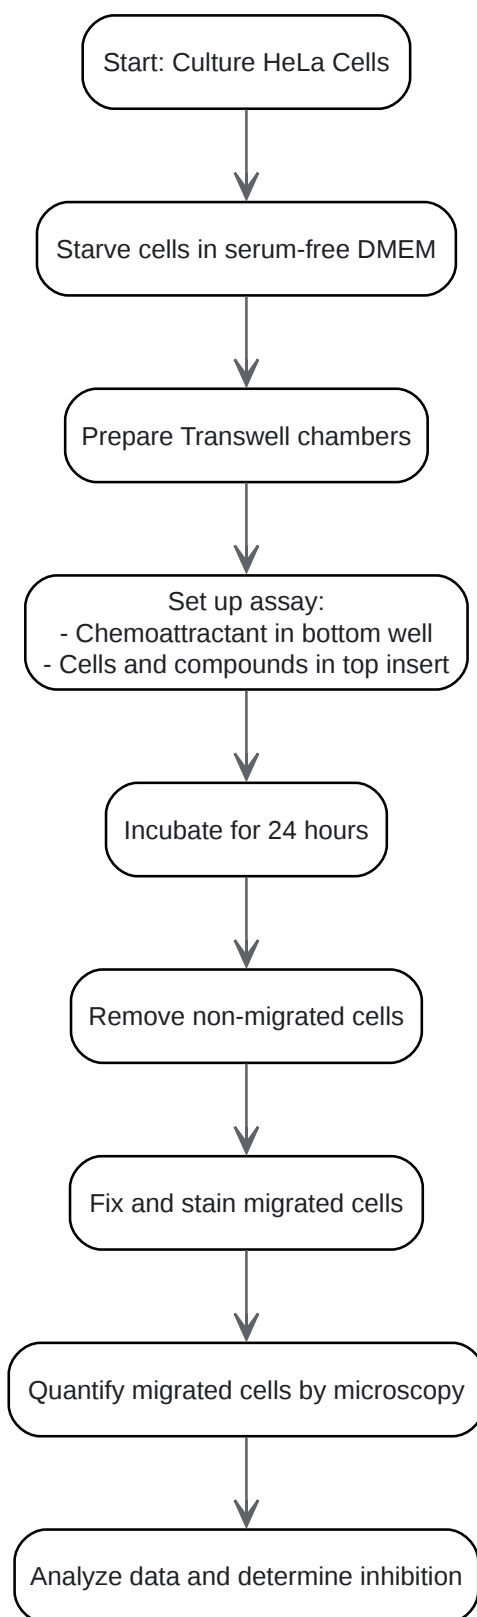 Start: Culture HeLa Cells
Starve cells in serum-free DMEM
Prepare Transwell chambers
Set up assay:
- Chemoattractant in bottom well
- Cells and compounds in top insert
Incubate for 24 hours
Remove non-migrated cells
Fix and stain migrated cells
Quantify migrated cells by microscopy
Analyze data and determine inhibition